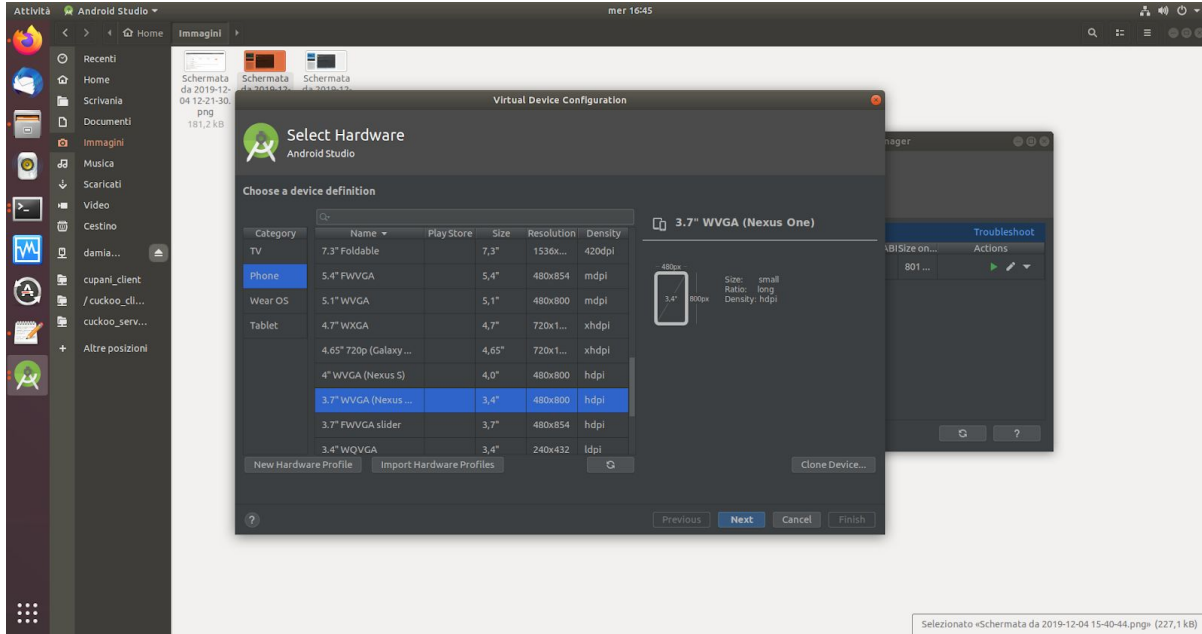 Attività Android Studio mer 16:45
Home Immagini
Recenti
Home
Scrivania
Documenti
Immagini
Musica
Scaricati
Video
Cestino
damia...
cupani_client
/ cuckoo_cli...
cuckoo_serv...
+ Altre posizioni
Schermata da 2019-12-04 12-21-30.png
181,2 kB
Schermata da 2019-12-
Schermata da 2019-12-
Virtual Device Configuration
Select Hardware
Android Studio
Choose a device definition
Category Name Play Store Size Resolution Density
TV
Phone
Wear OS
Tablet
7.3" Foldable 7,3" 1536x... 420dpi
5.4" FWVGA 5,4" 480x854 mdpi
5.1" WVGA 5,1" 480x800 mdpi
4.7" WXGA 4,7" 720x1... xhdpi
4.65" 720p (Galaxy ... 4,65" 720x1... xhdpi
4" WVGA (Nexus S) 4,0" 480x800 hdpi
3.7" WVGA (Nexus ... 3,4" 480x800 hdpi
3.7" FWVGA slider 3,7" 480x854 hdpi
3.4" WQVGA 3,4" 240x432 ldpi
New Hardware Profile Import Hardware Profiles
3.7" WVGA (Nexus One)
480px
3.4"
800px
Size: small
Ratio: long
Density: hdpi
Clone Device...
? Previous Next Cancel Finish
nager
Troubleshoot
ABI Size on... Actions
801 ...
?
Selezionato «Schermata da 2019-12-04 15-40-44.png» (227,1 kB)